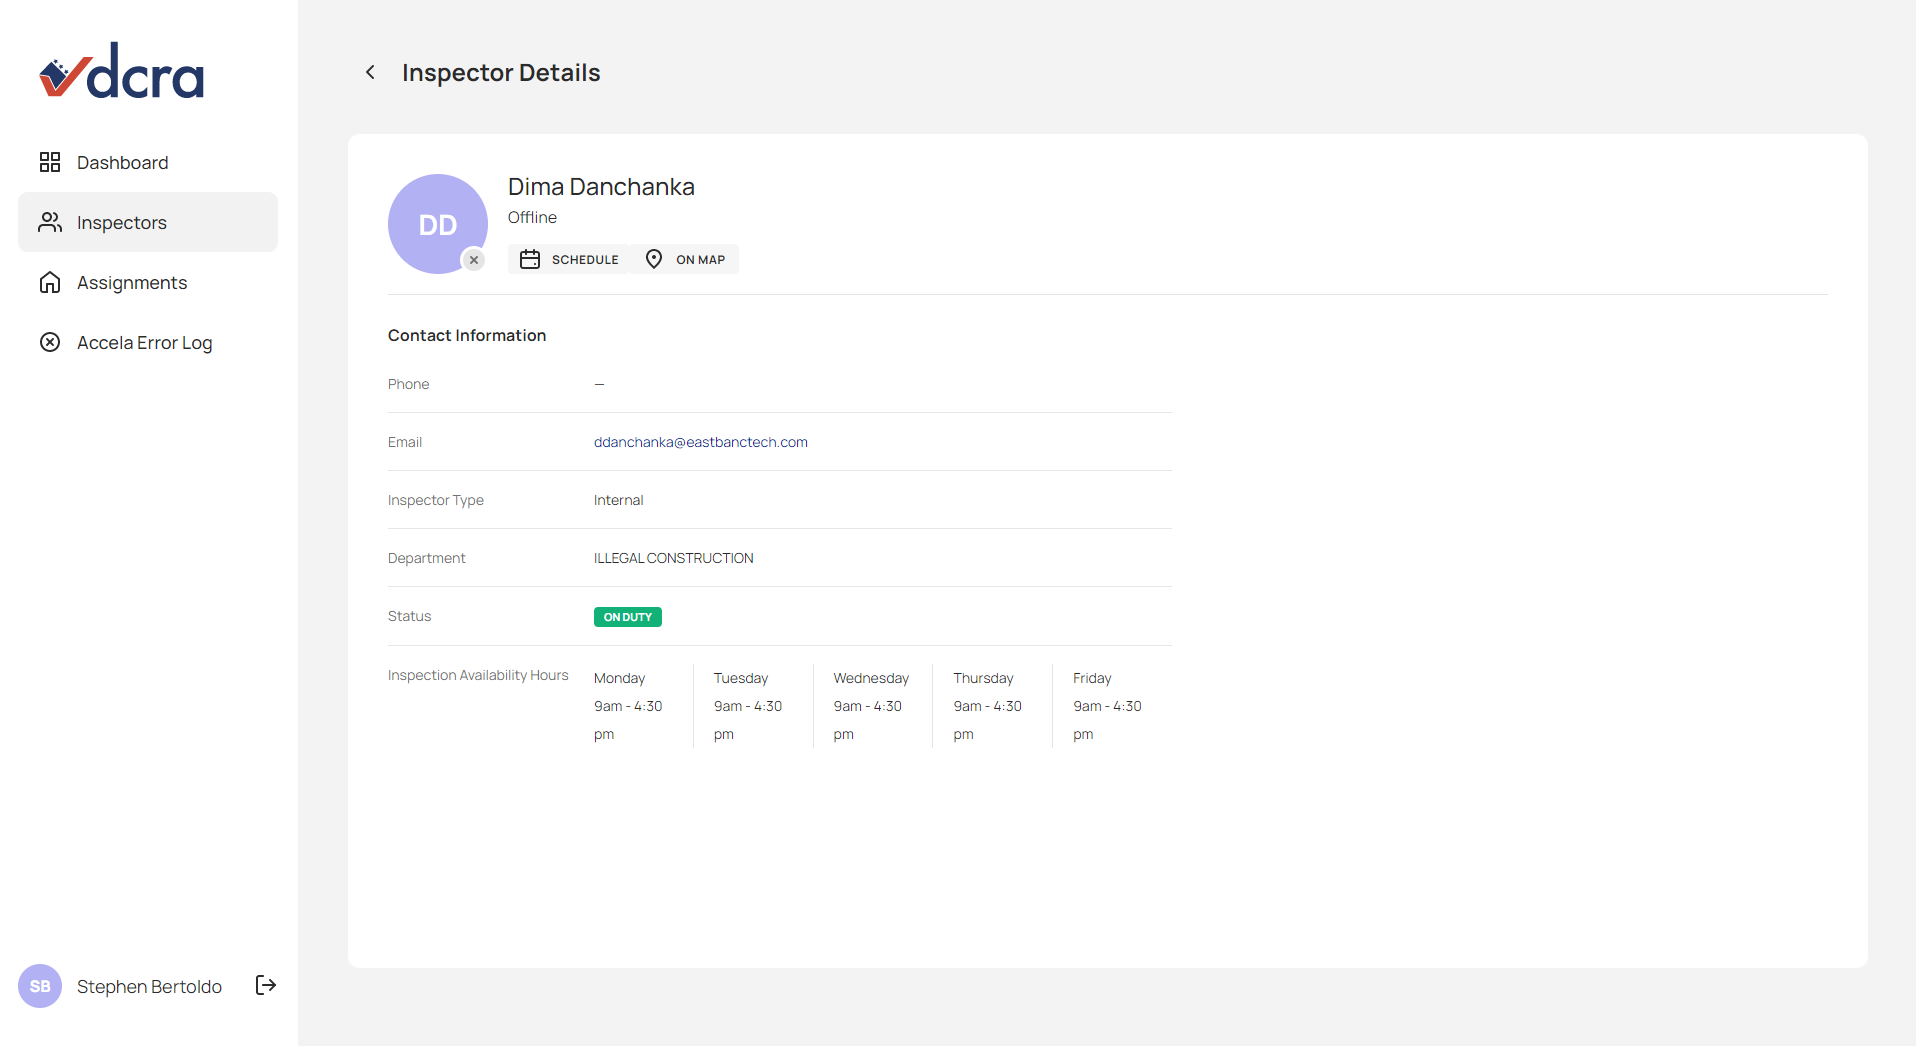 dcra
Dashboard
Inspectors
Assignments
Accela Error Log
SB
Stephen Bertoldo
Inspector Details
DD
Dima Danchanka
Offline
SCHEDULE
ON MAP
Contact Information
Phone —
Email ddanchanka@eastbanctech.com
Inspector Type Internal
Department ILLEGAL CONSTRUCTION
Status ON DUTY
Inspection Availability Hours
Monday
9am - 4:30
pm
Tuesday
9am - 4:30
pm
Wednesday
9am - 4:30
pm
Thursday
9am - 4:30
pm
Friday
9am - 4:30
pm